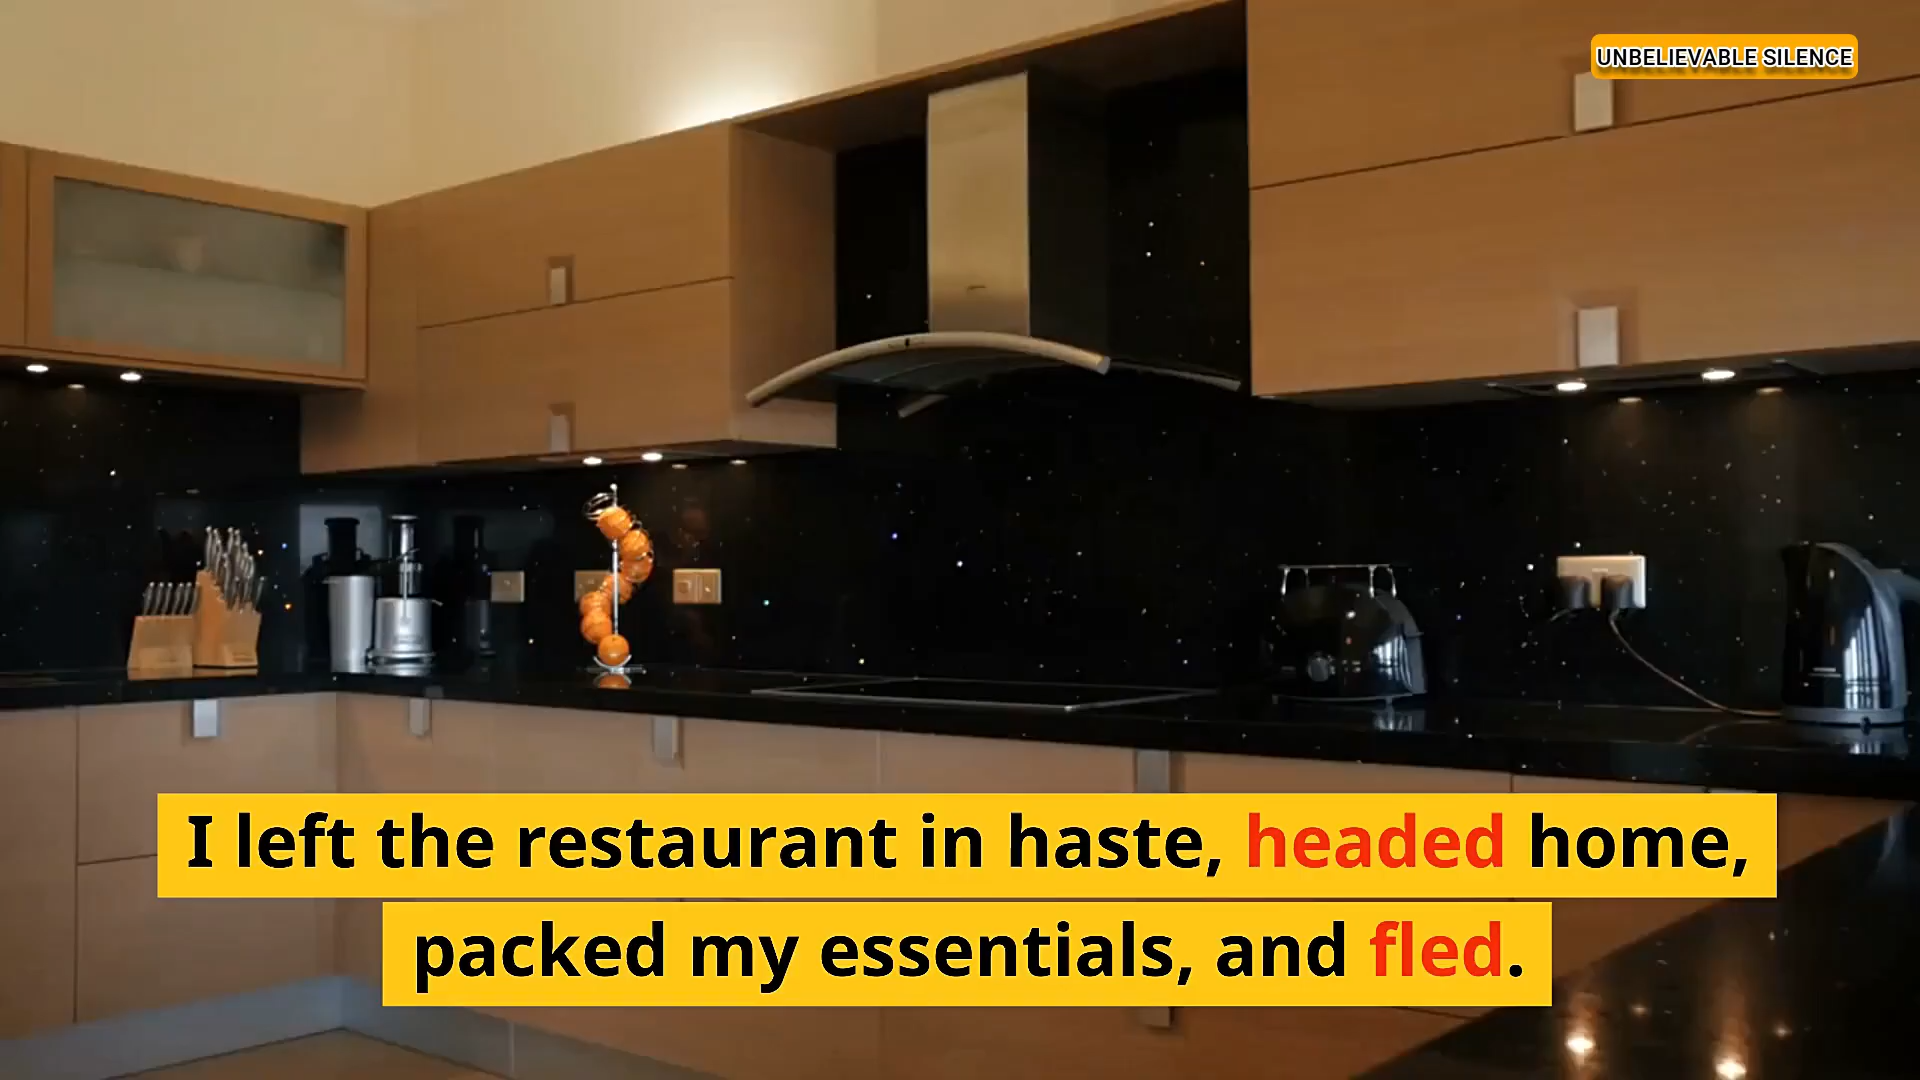 UNBELIEVABLE SILENCE
I left the restaurant in haste, headed home,
packed my essentials, and fled.